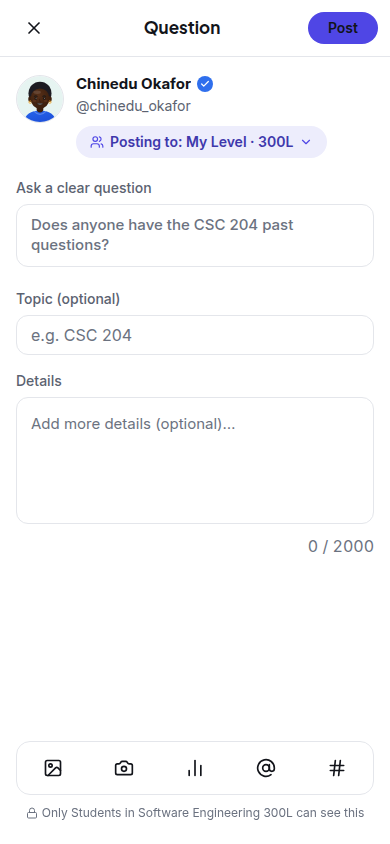 Question
Post
Chinedu Okafor
@chinedu_okafor
Posting to: My Level · 300L
Ask a clear question
Does anyone have the CSC 204 past
questions?
Topic (optional)
e.g. CSC 204
Details
Add more details (optional)...
0 / 2000
Only Students in Software Engineering 300L can see this